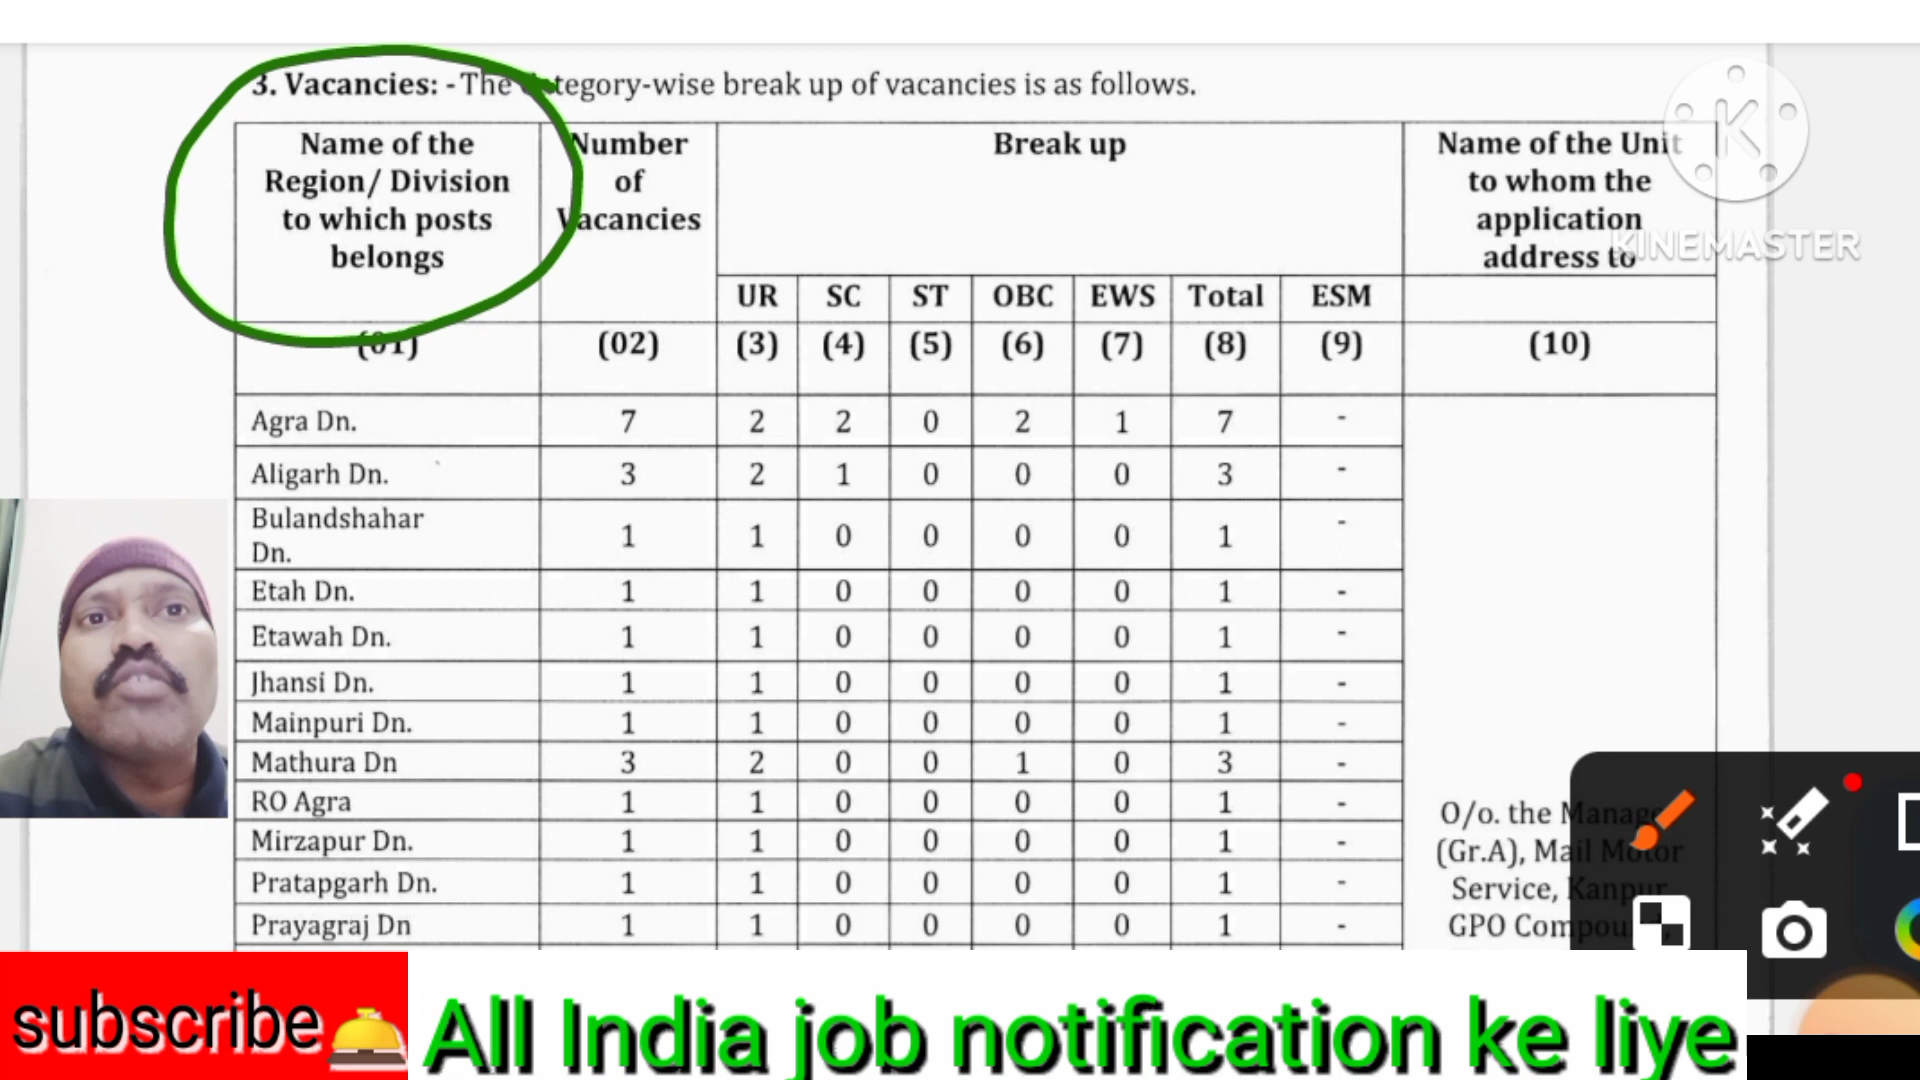 3. Vacancies: - The category-wise break up of vacancies is as follows.
Name of the Region/ Division to which posts belongs | Number of Vacancies | Break up | Name of the Unit to whom the application address to
UR | SC | ST | OBC | EWS | Total | ESM
(01) | (02) | (3) | (4) | (5) | (6) | (7) | (8) | (9) | (10)
Agra Dn. | 7 | 2 | 2 | 0 | 2 | 1 | 7 | -
Aligarh Dn. | 3 | 2 | 1 | 0 | 0 | 0 | 3 | -
Bulandshahar Dn. | 1 | 1 | 0 | 0 | 0 | 0 | 1 | -
Etah Dn. | 1 | 1 | 0 | 0 | 0 | 0 | 1 | -
Etawah Dn. | 1 | 1 | 0 | 0 | 0 | 0 | 1 | -
Jhansi Dn. | 1 | 1 | 0 | 0 | 0 | 0 | 1 | -
Mainpuri Dn. | 1 | 1 | 0 | 0 | 0 | 0 | 1 | -
Mathura Dn | 3 | 2 | 0 | 0 | 1 | 0 | 3 | -
RO Agra | 1 | 1 | 0 | 0 | 0 | 0 | 1 | -
Mirzapur Dn. | 1 | 1 | 0 | 0 | 0 | 0 | 1 | -
Pratapgarh Dn. | 1 | 1 | 0 | 0 | 0 | 0 | 1 | -
Prayagraj Dn | 1 | 1 | 0 | 0 | 0 | 0 | 1 | -
O/o. the Manage
(Gr.A), Mail Motor
Service, Kanpur
GPO Compou
K
KINEMASTER
subscribe
All India job notification ke liye